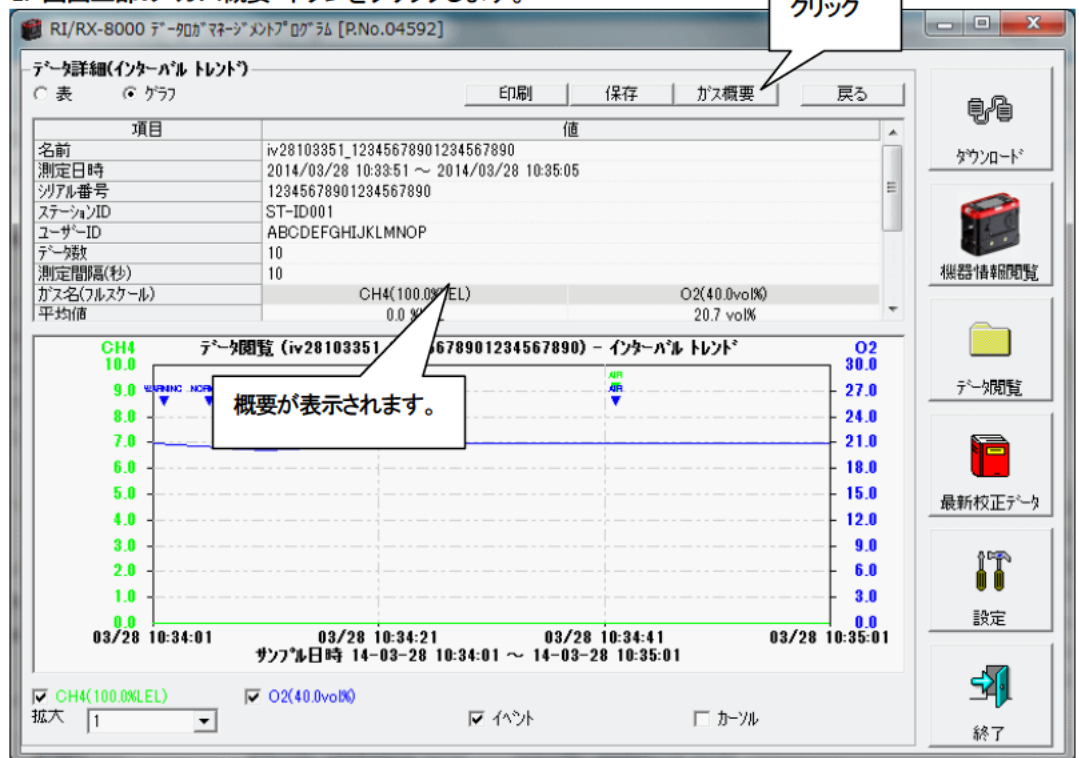 クリック
RI/RX-8000 ﾃﾞｰﾀﾛｶﾞﾏﾈｰｼﾞﾒﾝﾄﾌﾟﾛｸﾞﾗﾑ [P.No.04592]
ﾃﾞｰﾀ詳細(ｲﾝﾀｰﾊﾞﾙ ﾄﾚﾝﾄﾞ)
表 ｸﾞﾗﾌ 印刷 保存 ｶﾞｽ概要 戻る
項目 値
名前 iv28103351_12345678901234567890
測定日時 2014/03/28 10:33:51 ～ 2014/03/28 10:35:05
ｼﾘｱﾙ番号 12345678901234567890
ｽﾃｰｼｮﾝID ST-ID001
ﾕｰｻﾞｰID ABCDEFGHIJKLMNOP
ﾃﾞｰﾀ数 10
測定間隔(秒) 10
ｶﾞｽ名(ﾌﾙｽｹｰﾙ) CH4(100.0%LEL) O2(40.0vol%)
平均値 0.0 20.7 vol%
CH4 ﾃﾞｰﾀ閲覧 (iv28103351 678901234567890) - ｲﾝﾀｰﾊﾞﾙ ﾄﾚﾝﾄﾞ O2
10.0 30.0
AIR
9.0 WARNING AIR 27.0
概要が表示されます。
8.0 24.0
7.0 21.0
6.0 18.0
5.0 15.0
4.0 12.0
3.0 9.0
2.0 6.0
1.0 3.0
0.0 0.0
03/28 10:34:01 03/28 10:34:21 03/28 10:34:41 03/28 10:35:01
ｻﾝﾌﾟﾙ日時 14-03-28 10:34:01 ～ 14-03-28 10:35:01
CH4(100.0%LEL) O2(40.0vol%)
拡大 1 ｲﾍﾞﾝﾄ ｶｰｿﾙ
ﾀﾞｳﾝﾛｰﾄﾞ
機器情報閲覧
ﾃﾞｰﾀ閲覧
最新校正ﾃﾞｰﾀ
設定
終了